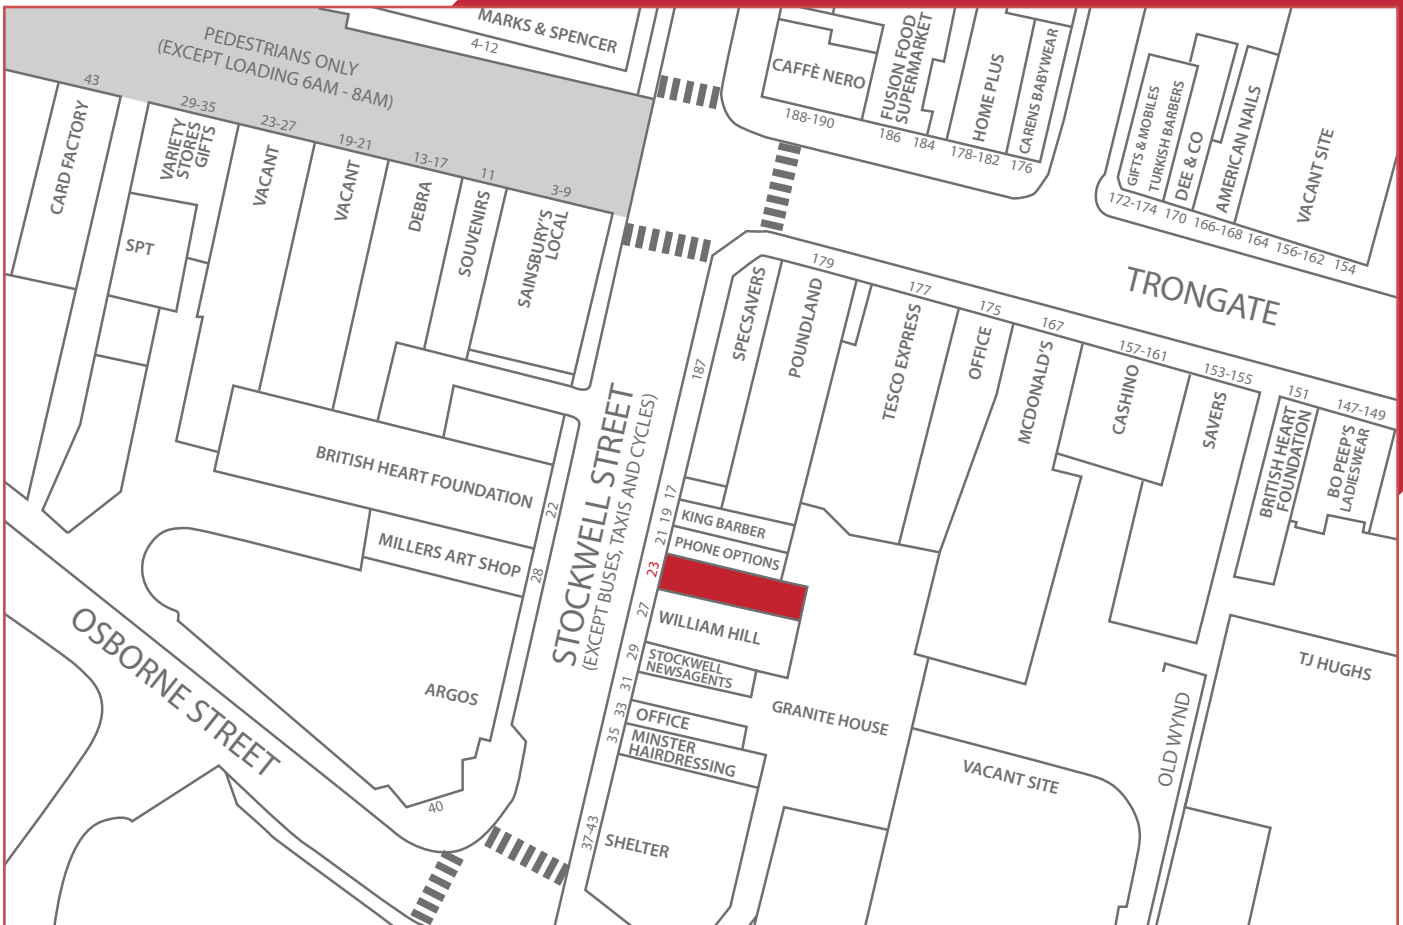 MARKS & SPENCER
4-12
PEDESTRIANS ONLY
(EXCEPT LOADING 6AM - 8AM)
43
CARD FACTORY
29-35
VARIETY
STORES
GIFTS
SPT
23-27
VACANT
19-21
VACANT
13-17
DEBRA
11
SOUVENIRS
3-9
SAINSBURY'S
LOCAL
CAFFÈ NERO
188-190
FUSION FOOD
SUPERMARKET
186
184
HOME PLUS
178-182
CARENS BABYWEAR
176
GIFTS & MOBILES
TURKISH BARBERS
172-174
DEE & CO
170
AMERICAN NAILS
166-168
164
VACANT SITE
156-162
154
TRONGATE
179
177
175
167
157-161
153-155
151
147-149
SPECSAVERS
187
POUNDLAND
TESCO EXPRESS
OFFICE
MCDONALD'S
CASHINO
SAVERS
BRITISH HEART
FOUNDATION
BO PEEP'S
LADIESWEAR
STOCKWELL STREET
(EXCEPT BUSES, TAXIS AND CYCLES)
BRITISH HEART FOUNDATION
22
MILLERS ART SHOP
28
ARGOS
40
OSBORNE STREET
17
19
KING BARBER
21
PHONE OPTIONS
23
27
WILLIAM HILL
29
STOCKWELL
NEWSAGENTS
31
33
OFFICE
35
MINSTER
HAIRDRESSING
37-43
SHELTER
GRANITE HOUSE
VACANT SITE
OLD WYND
TJ HUGHS